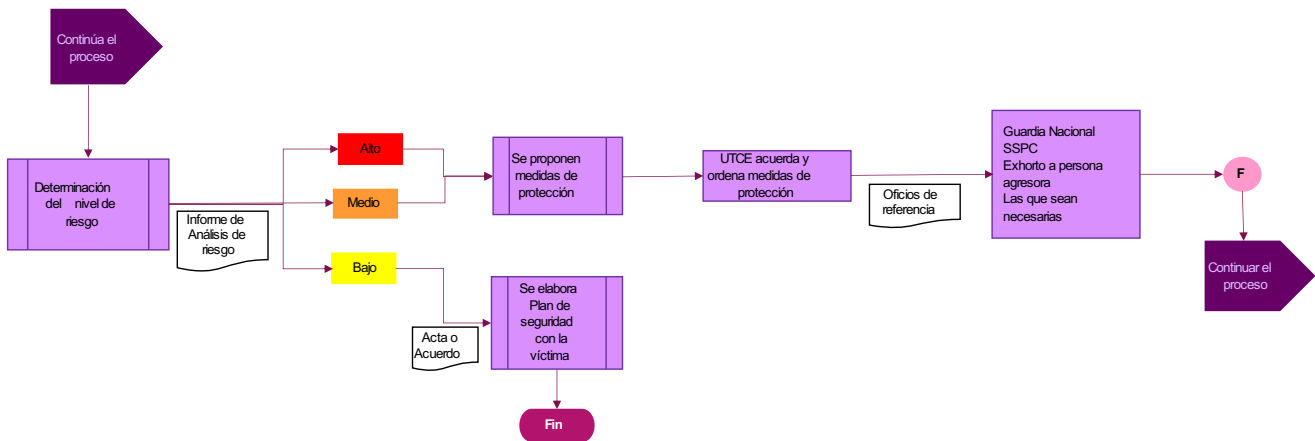 Continúa el
proceso
Determinación
del nivel de
riesgo
Informe de
Análisis de
riesgo
Alto
Medio
Bajo
Acta o
Acuerdo
Se proponen
medidas de
protección
Se elabora
Plan de
seguridad
con la
víctima
Fin
UTCE acuerda y
ordena medidas de
protección
Oficios de
referencia
Guardia Nacional
SSPC
Exhorto a persona
agresora
Las que sean
necesarias
F
Continuar el
proceso